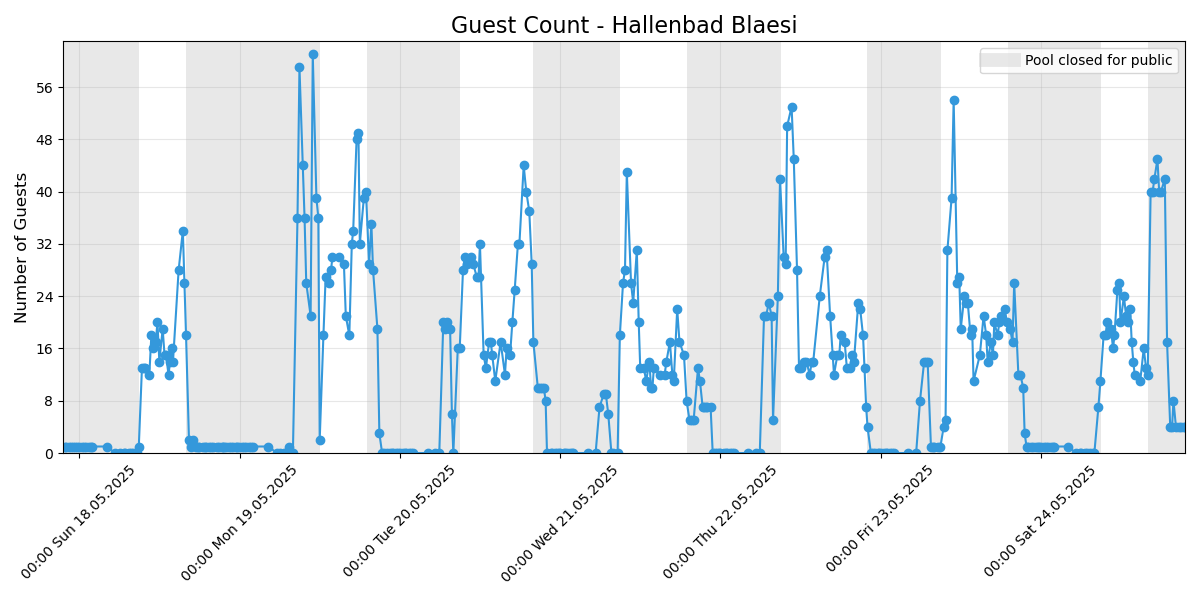 Guest Count - Hallenbad Blaesi
Pool closed for public
Number of Guests
56
48
40
32
24
16
8
0
00:00 Sun 18.05.2025
00:00 Mon 19.05.2025
00:00 Tue 20.05.2025
00:00 Wed 21.05.2025
00:00 Thu 22.05.2025
00:00 Fri 23.05.2025
00:00 Sat 24.05.2025